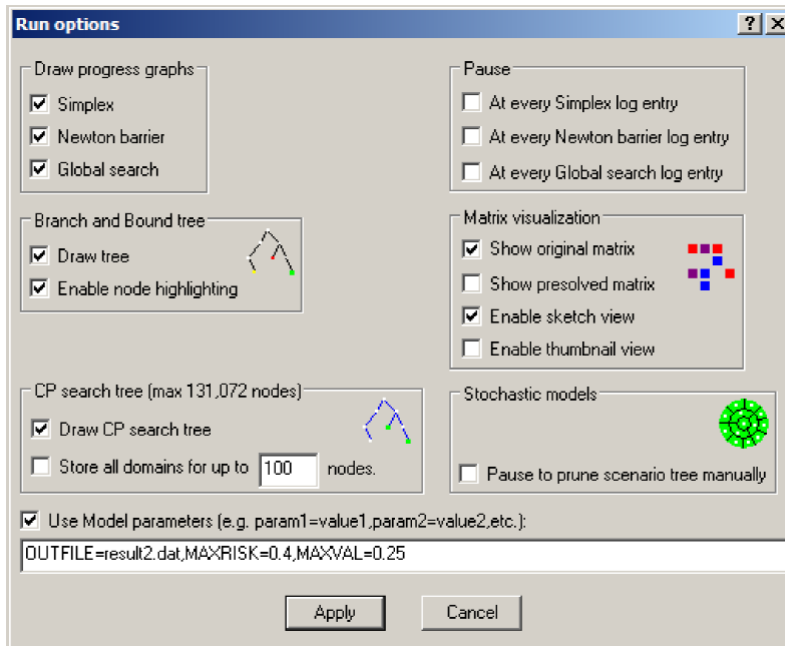 Run options
Draw progress graphs
Simplex
Newton barrier
Global search
Pause
At every Simplex log entry
At every Newton barrier log entry
At every Global search log entry
Branch and Bound tree
Draw tree
Enable node highlighting
Matrix visualization
Show original matrix
Show presolved matrix
Enable sketch view
Enable thumbnail view
CP search tree (max 131,072 nodes)
Draw CP search tree
Store all domains for up to 100 nodes.
Stochastic models
Pause to prune scenario tree manually
Use Model parameters (e.g. param1=value1,param2=value2,etc.):
OUTFILE=result2.dat,MAXRISK=0.4,MAXVAL=0.25
Apply Cancel